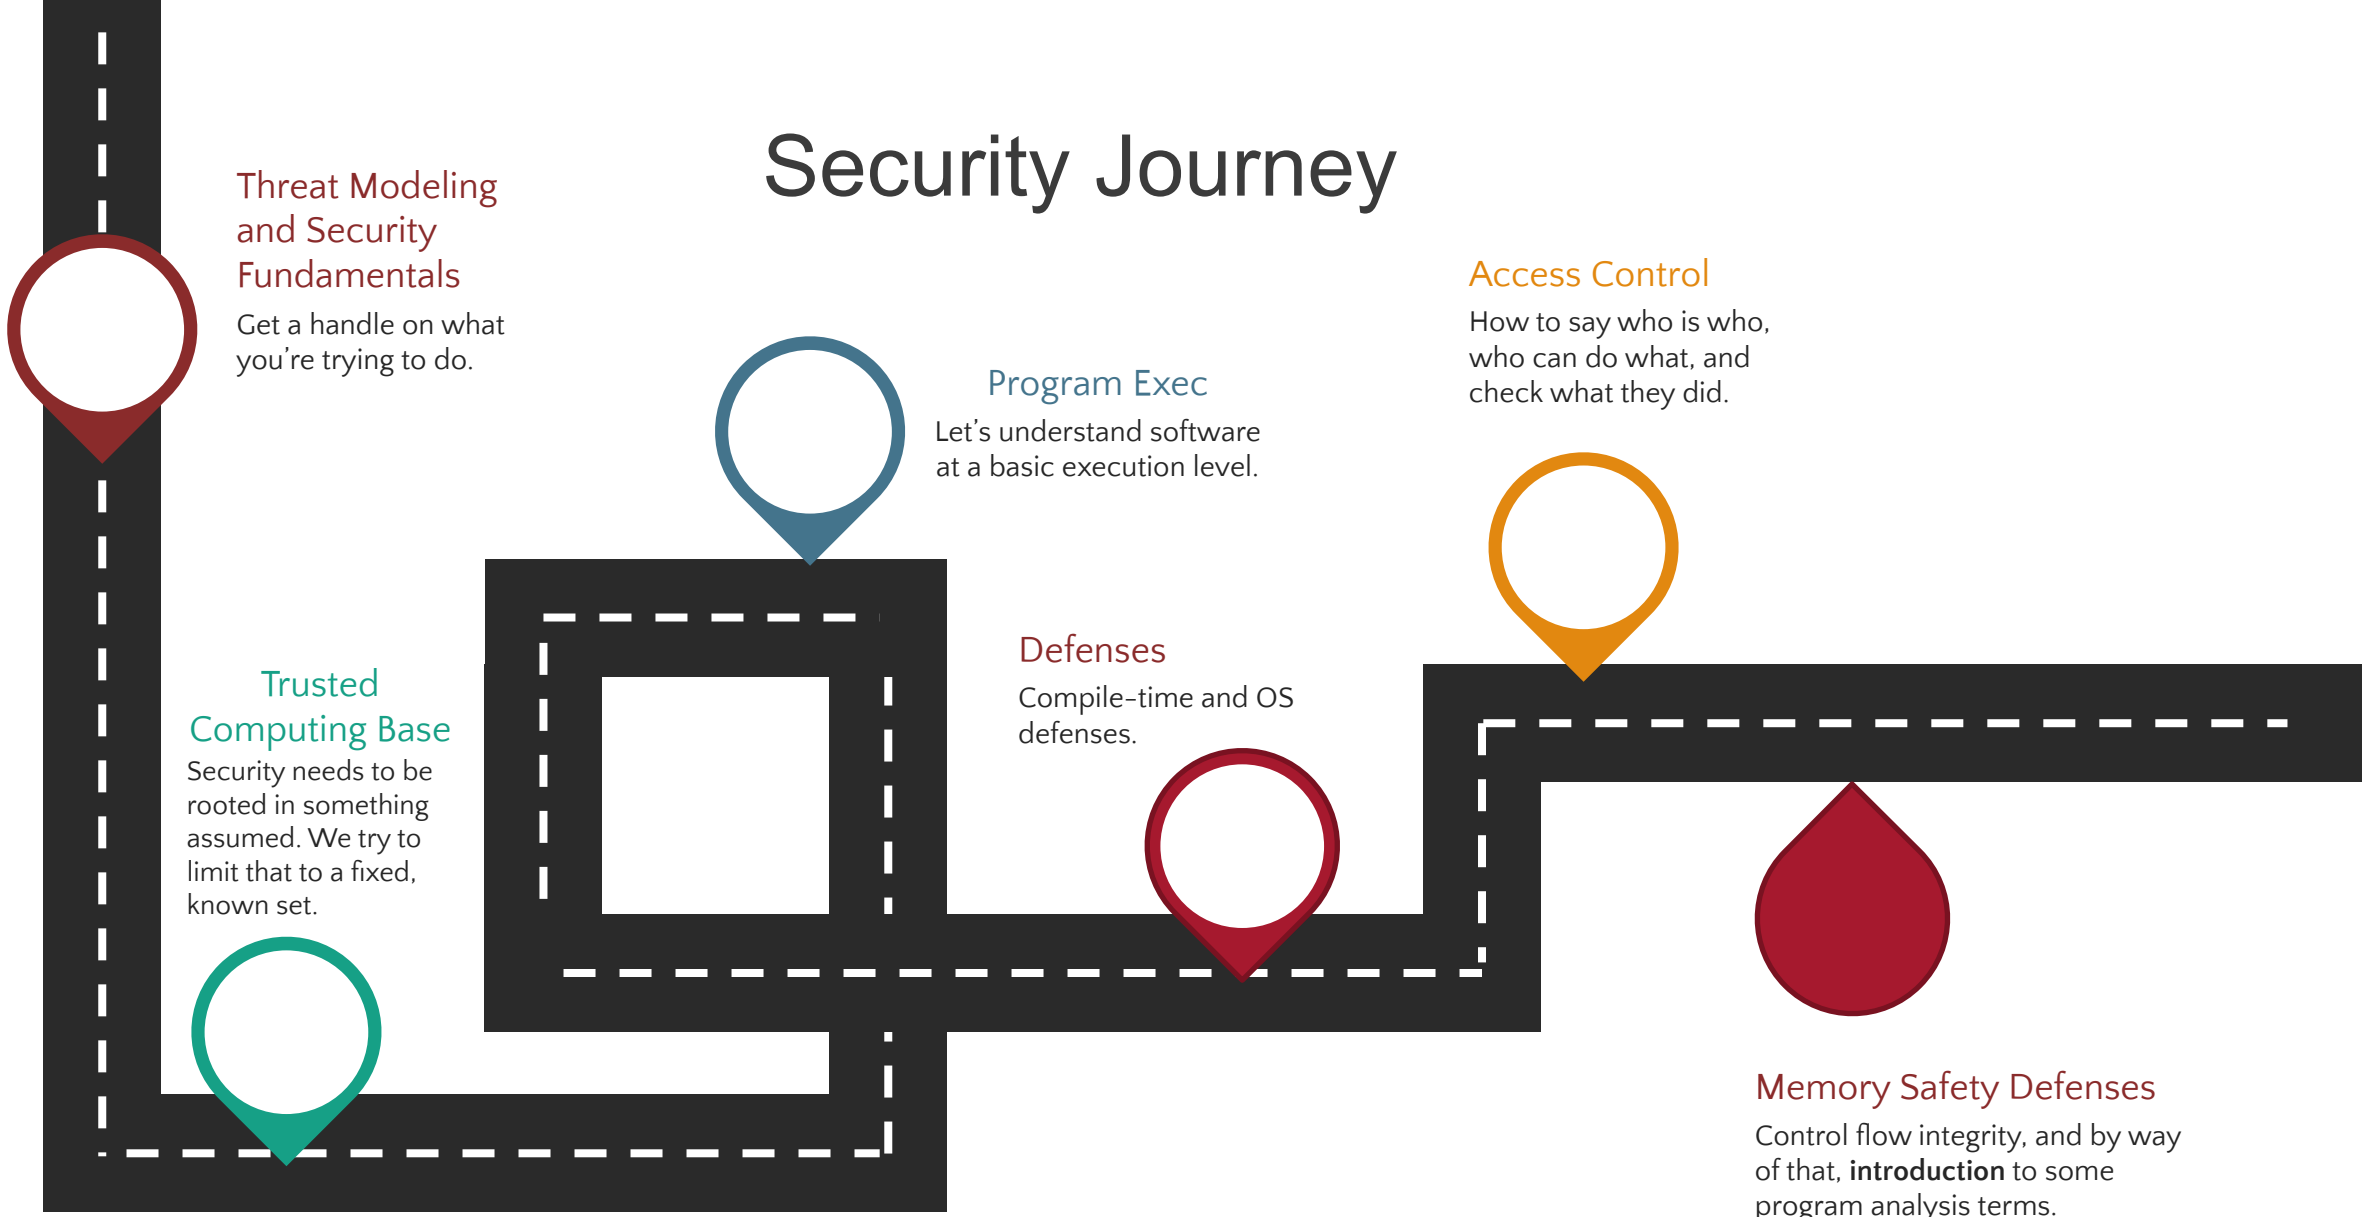 Security Journey
Threat Modeling
and Security
Fundamentals
Get a handle on what
you're trying to do.
Trusted
Computing Base
Security needs to be
rooted in something
assumed. We try to
limit that to a fixed,
known set.
Program Exec
Let's understand software
at a basic execution level.
Defenses
Compile-time and OS
defenses.
Access Control
How to say who is who,
who can do what, and
check what they did.
Memory Safety Defenses
Control flow integrity, and by way
of that, introduction to some
program analysis terms.